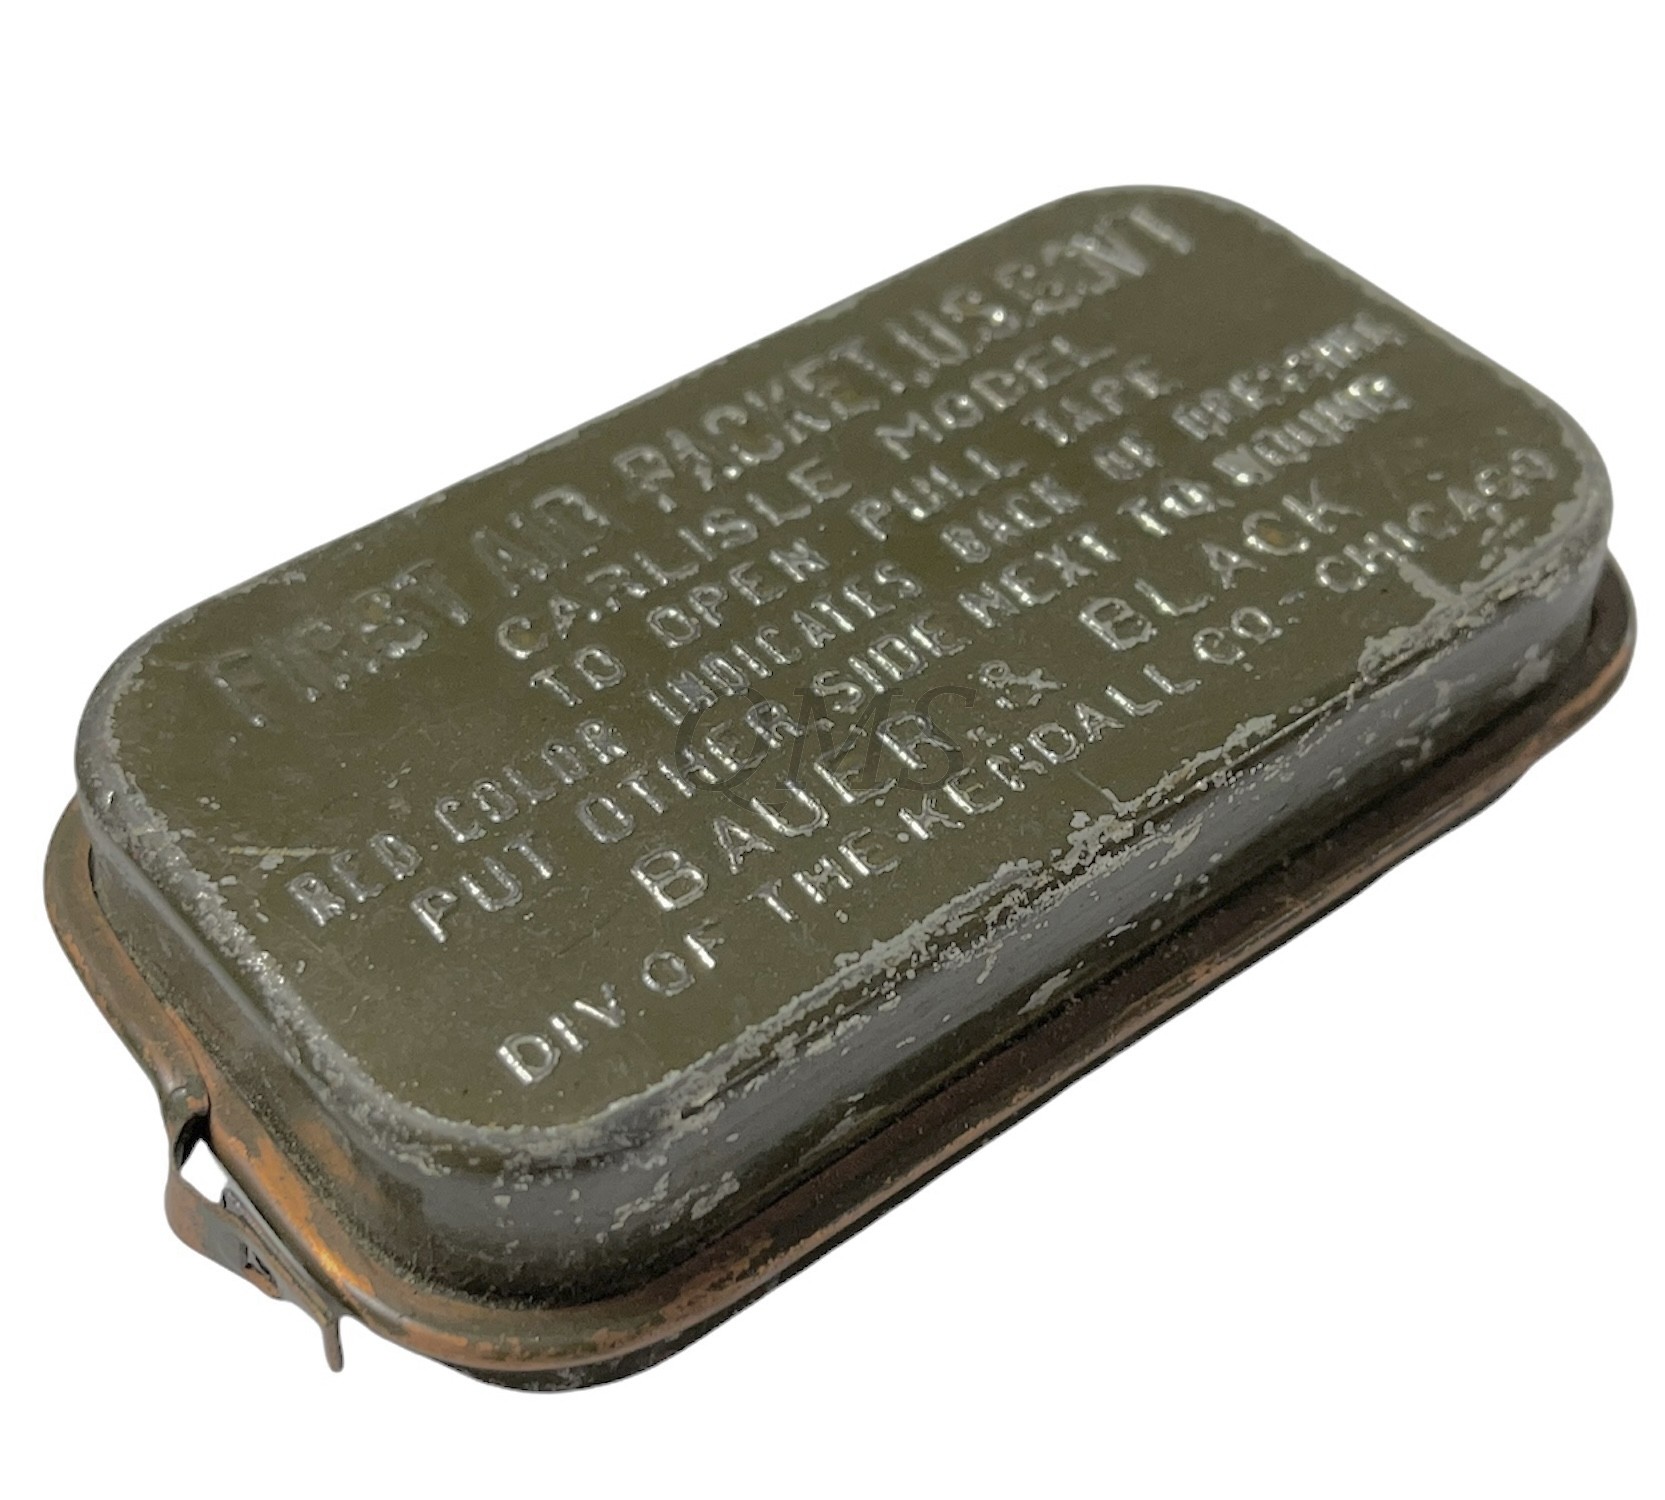 FIRST AID PACKET, U.S. GOVT
CARLISLE MODEL
TO OPEN PULL TAPE
RED COLOR INDICATES BACK OF DRESSING
PUT OTHER SIDE NEXT TO WOUND
BAUER & BLACK
DIV. OF THE KENDALL CO - CHICAGO
QMS